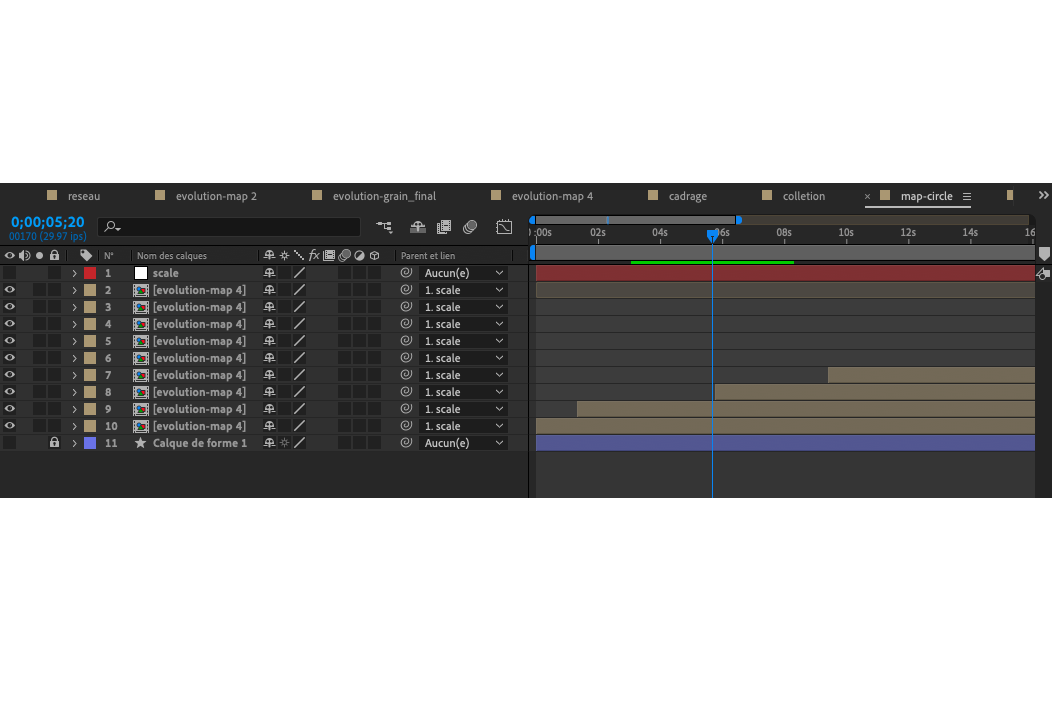 reseau evolution-map 2 evolution-grain_final evolution-map 4 colletion cadrage map-circle
0;00;05;20
00170 (29.97 ips)
:00s 02s 04s 06s 08s 10s 12s 14s 16
N° Nom des calques fx Parent et lien
1 scale Aucun(e)
2 [evolution-map 4] 1. scale
3 [evolution-map 4] 1. scale
4 [evolution-map 4] 1. scale
5 [evolution-map 4] 1. scale
6 [evolution-map 4] 1. scale
7 [evolution-map 4] 1. scale
8 [evolution-map 4] 1. scale
9 [evolution-map 4] 1. scale
10 [evolution-map 4] 1. scale
11 Calque de forme 1 Aucun(e)